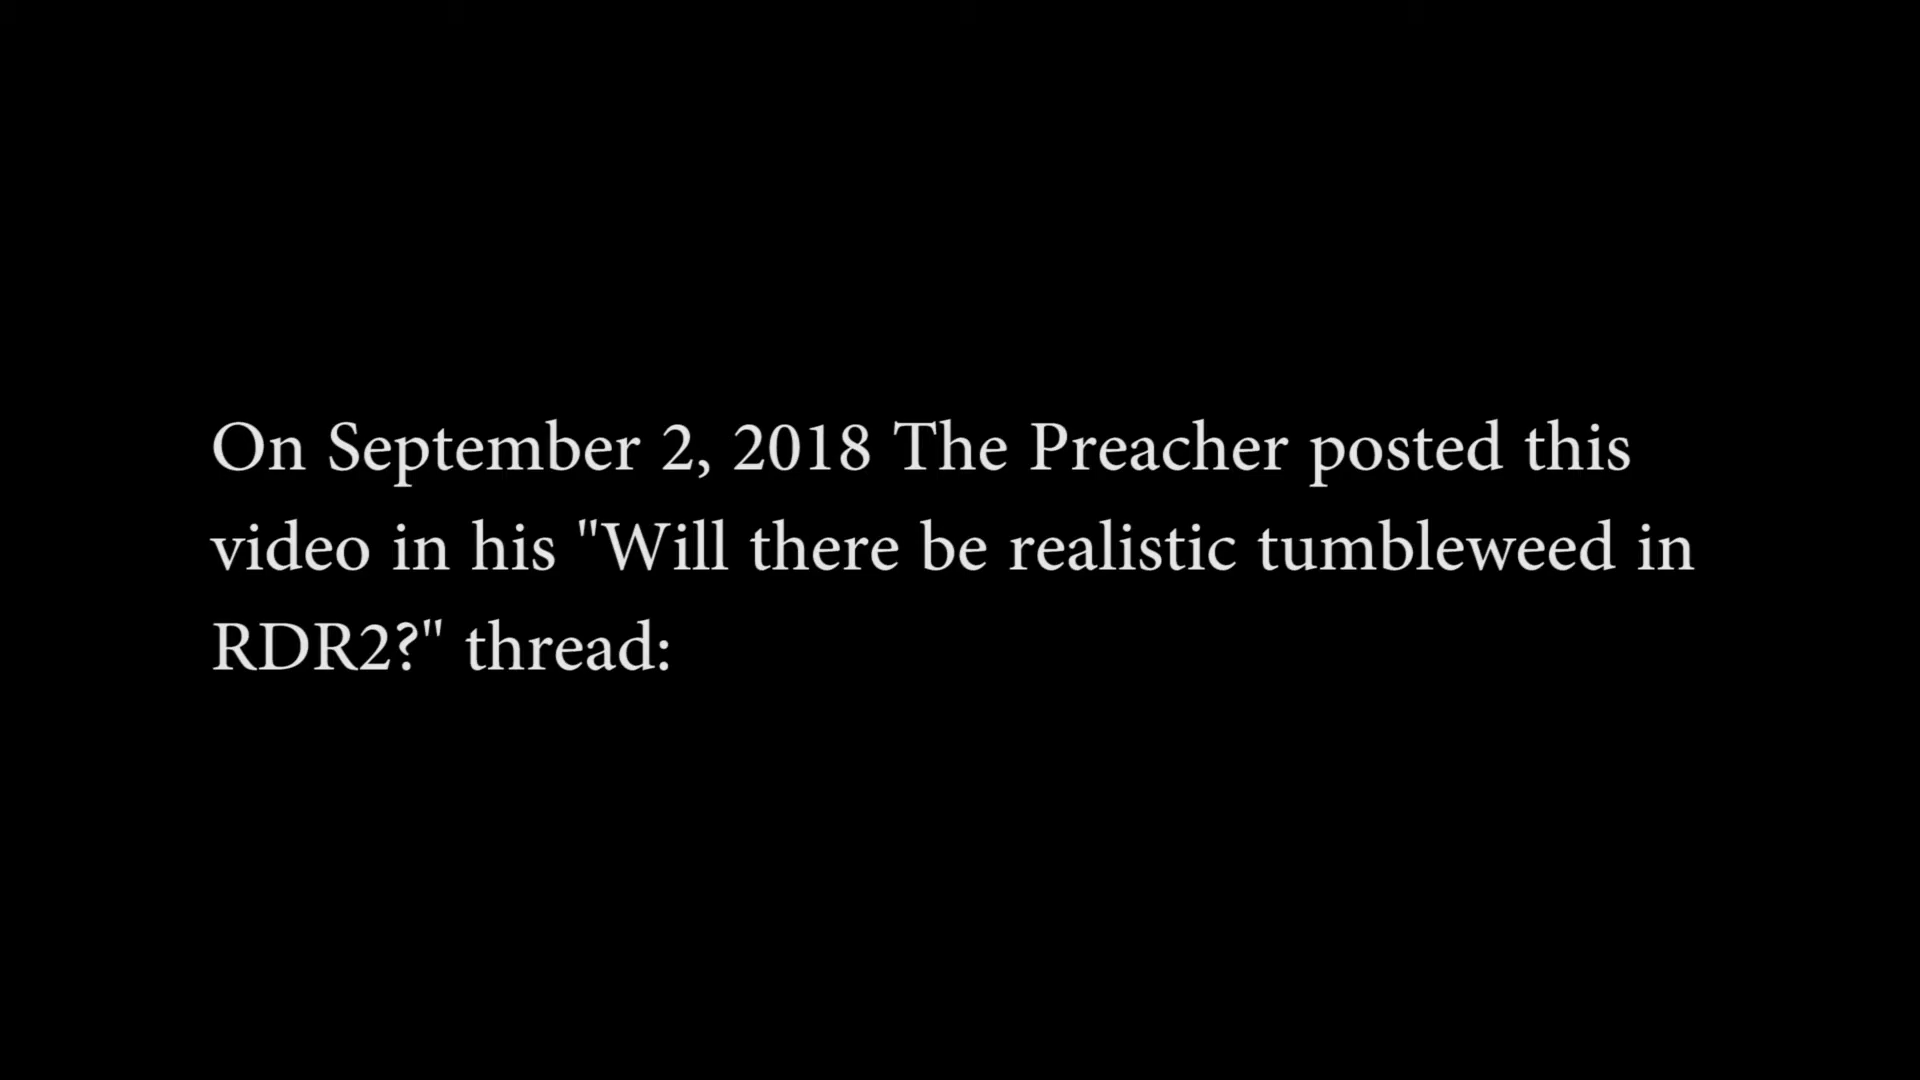 On September 2, 2018 The Preacher posted this
video in his "Will there be realistic tumbleweed in
RDR2?" thread: